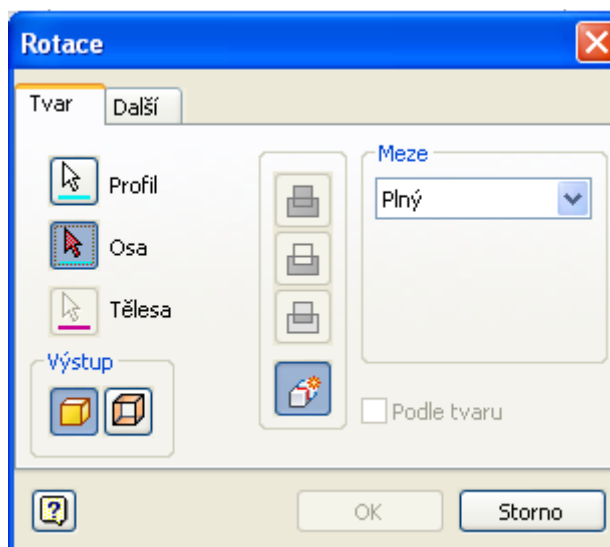 Rotace
Tvar
Další
Profil
Osa
Tělesa
Výstup
Meze
Plný
Podle tvaru
OK
Storno